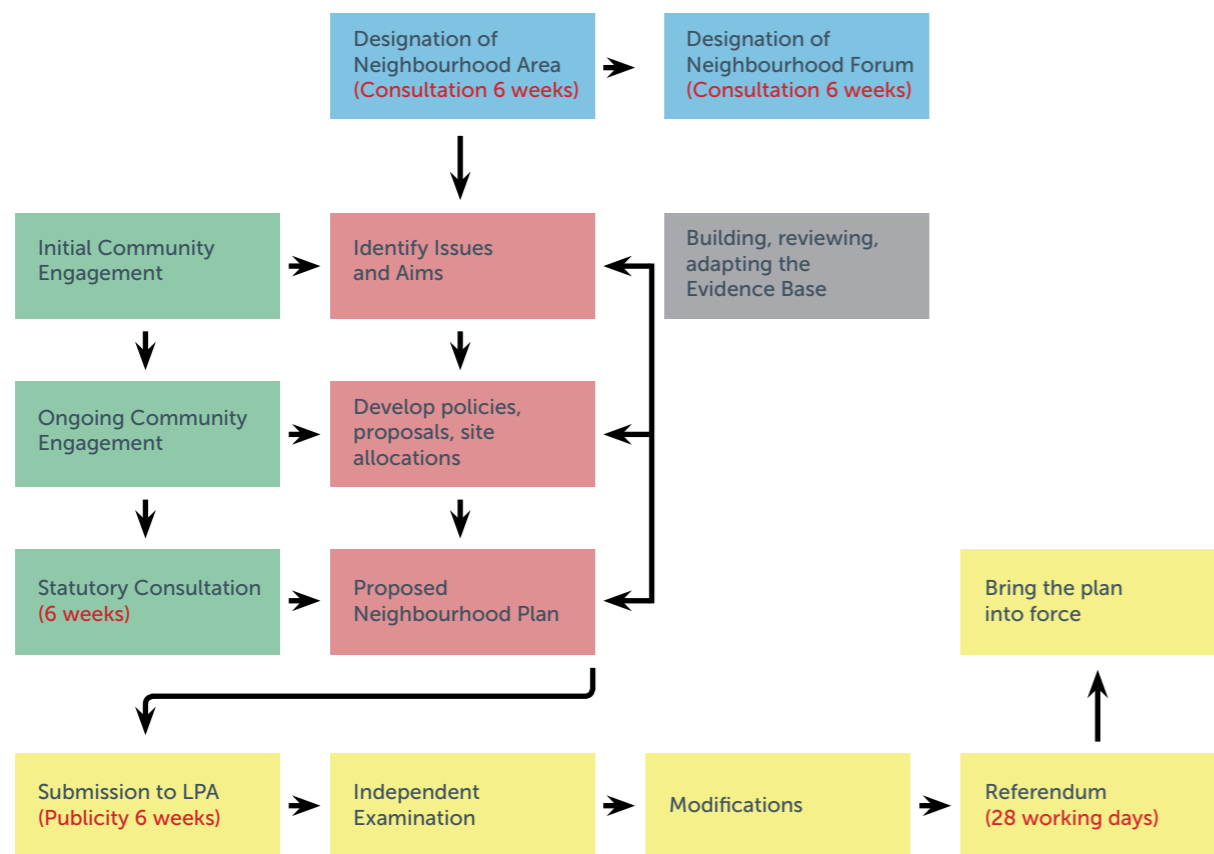 Designation of
Neighbourhood Area
(Consultation 6 weeks)
Designation of
Neighbourhood Forum
(Consultation 6 weeks)
Initial Community
Engagement
Identify Issues
and Aims
Building, reviewing,
adapting the
Evidence Base
Ongoing Community
Engagement
Develop policies,
proposals, site
allocations
Statutory Consultation
(6 weeks)
Proposed
Neighbourhood Plan
Bring the plan
into force
Submission to LPA
(Publicity 6 weeks)
Independent
Examination
Modifications
Referendum
(28 working days)